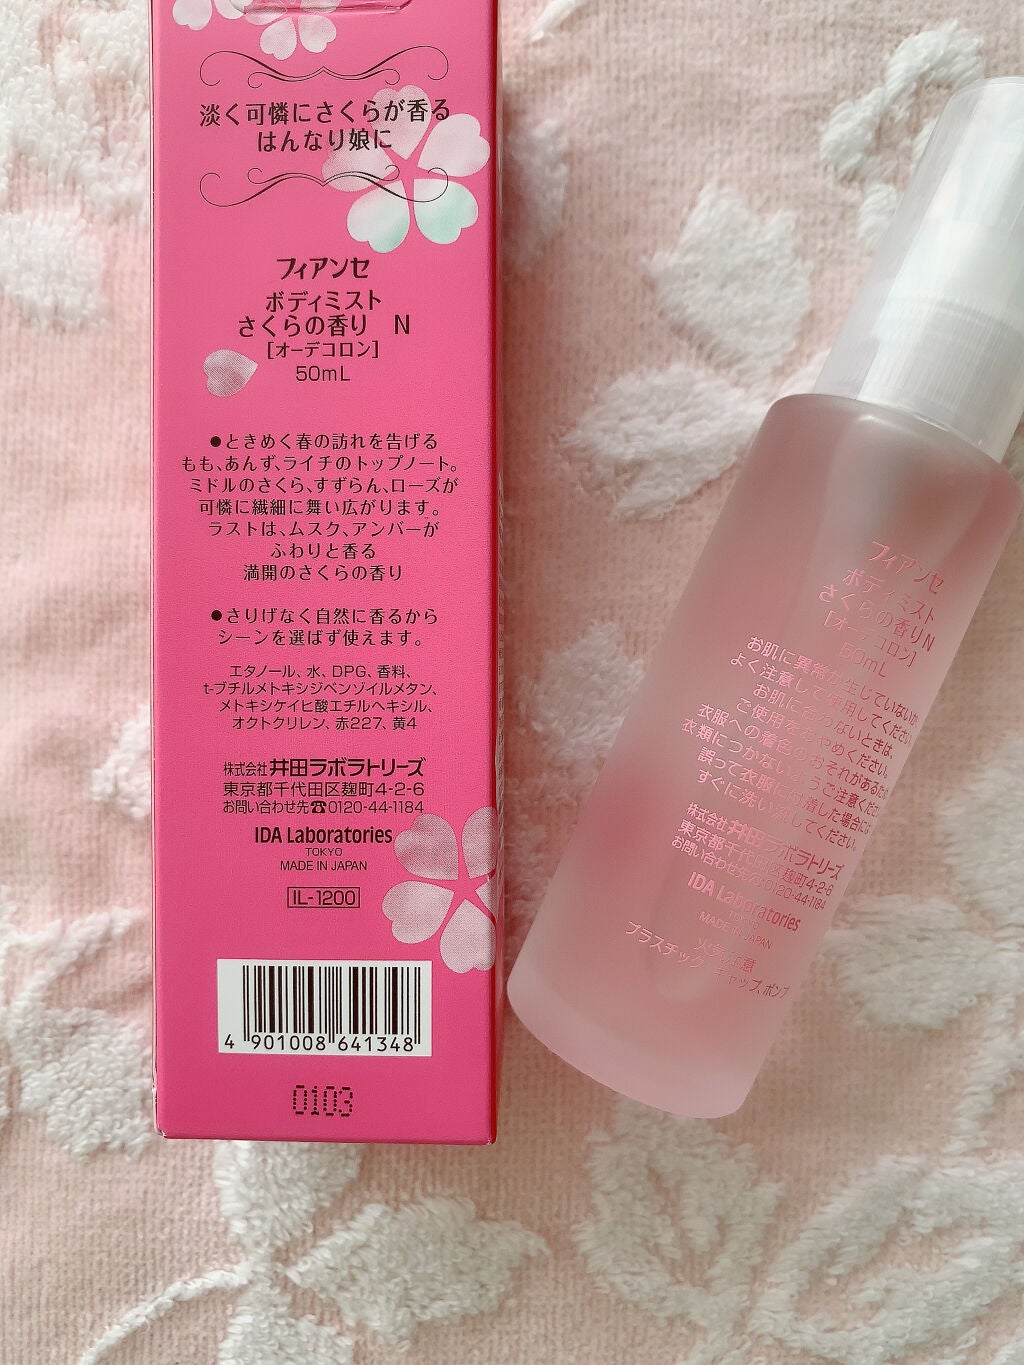 淡く可憐にさくらが香る
はんなり娘に
フィアンセ
ボディミスト
さくらの香り N
[オーデコロン]
50mL
●ときめく春の訪れを告げる
もも、あんず、ライチのトップノート。
ミドルのさくら、すずらん、ローズが
可憐に繊細に舞い広がります。
ラストは、ムスク、アンバーが
ふわりと香る
満開のさくらの香り
●さりげなく自然に香るから
シーンを選ばず使えます。
エタノール、水、DPG、香料、
t-ブチルメトキシジベンゾイルメタン、
メトキシケイヒ酸エチルヘキシル、
オクトクリレン、赤227、黄4
株式会社井田ラボラトリーズ
東京都千代田区麹町4-2-6
お問い合わせ先☎0120-44-1184
IDA Laboratories
TOKYO
MADE IN JAPAN
IL-1200
4 901008 641348
0103
フィアンセ
ボディミスト
さくらの香りN
[オーデコロン]
50mL
お肌に異常が生じていないか
よく注意して使用してください。
お肌に合わないときは、
ご使用をおやめください。
衣服への着色のおそれがあるため
衣類につかないようご注意ください。
誤って衣服に付着した場合には
すぐに洗い流してください。
株式会社井田ラボラトリーズ
東京都千代田区麹町4-2-6
お問い合わせ先☎0120-44-1184
IDA Laboratories
TOKYO
MADE IN JAPAN
火気注意
プラスチック キャップ、ポンプ